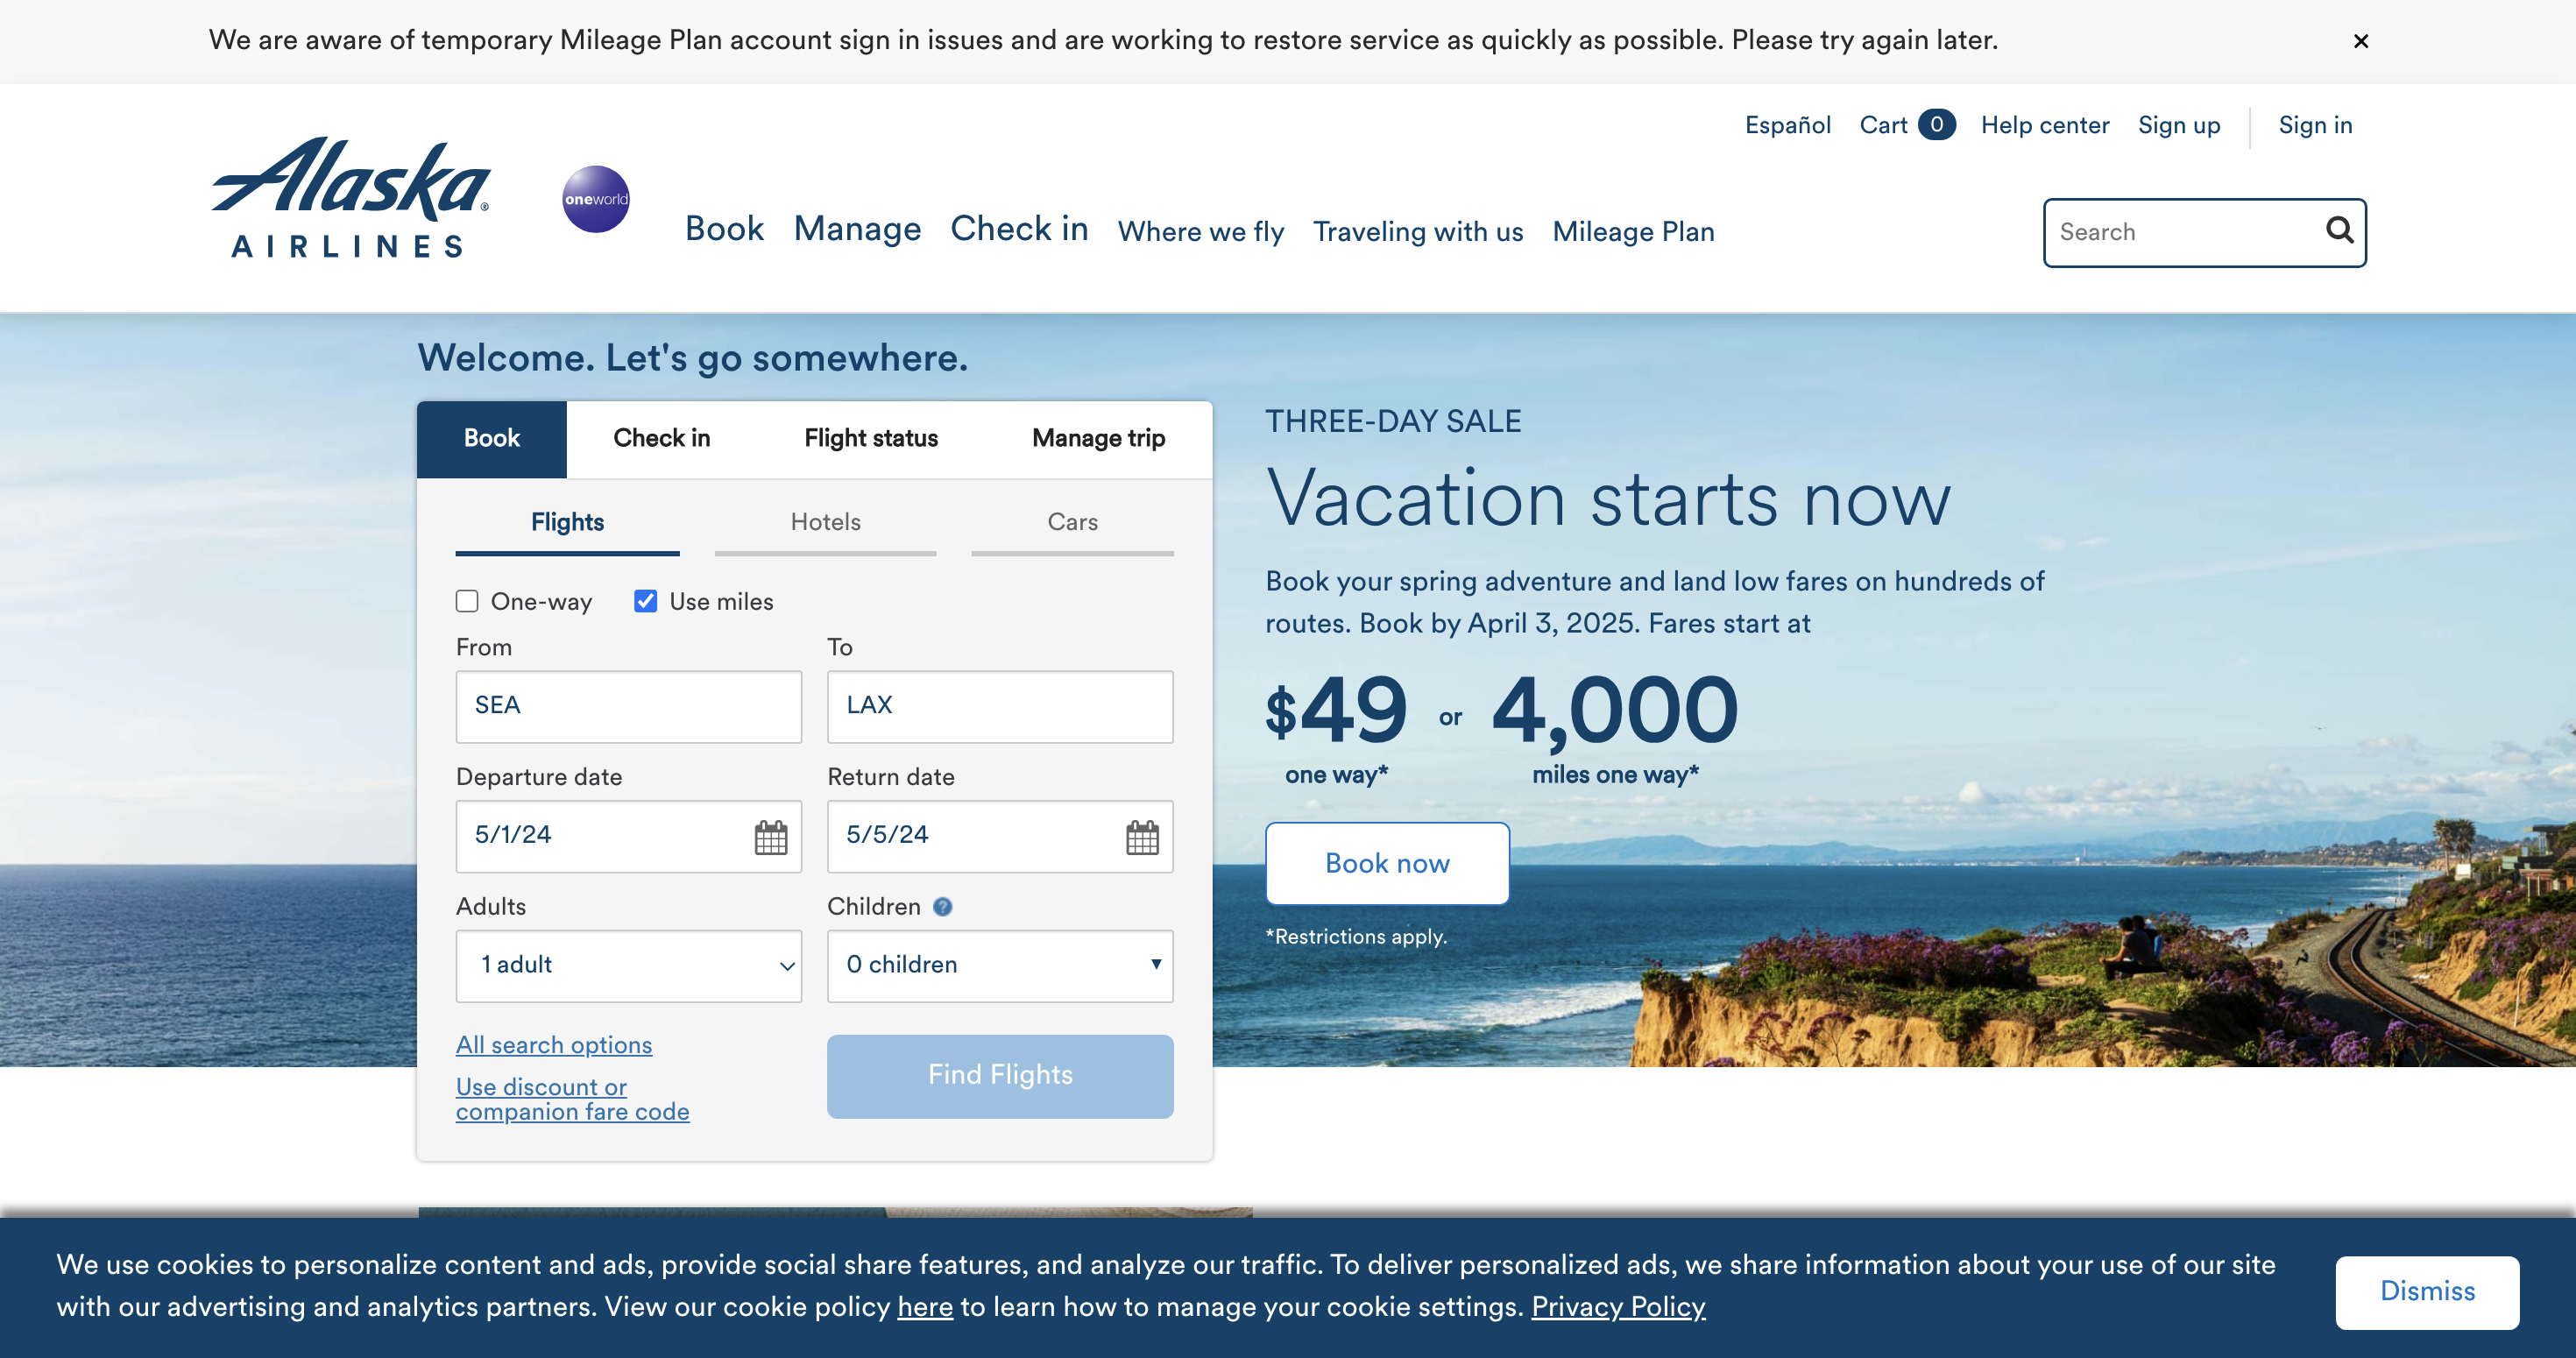 We are aware of temporary Mileage Plan account sign in issues and are working to restore service as quickly as possible. Please try again later.
Español Cart 0 Help center Sign up Sign in
Alaska®
AIRLINES
oneworld
Book Manage Check in Where we fly Traveling with us Mileage Plan
Search
Welcome. Let's go somewhere.
Book Check in Flight status Manage trip
Flights Hotels Cars
One-way Use miles
From To
SEA LAX
Departure date Return date
5/1/24 5/5/24
Adults Children ?
1 adult 0 children
All search options
Use discount or
companion fare code
Find Flights
THREE-DAY SALE
Vacation starts now
Book your spring adventure and land low fares on hundreds of
routes. Book by April 3, 2025. Fares start at
$49 or 4,000
one way* miles one way*
Book now
*Restrictions apply.
We use cookies to personalize content and ads, provide social share features, and analyze our traffic. To deliver personalized ads, we share information about your use of our site
with our advertising and analytics partners. View our cookie policy here to learn how to manage your cookie settings. Privacy Policy
Dismiss